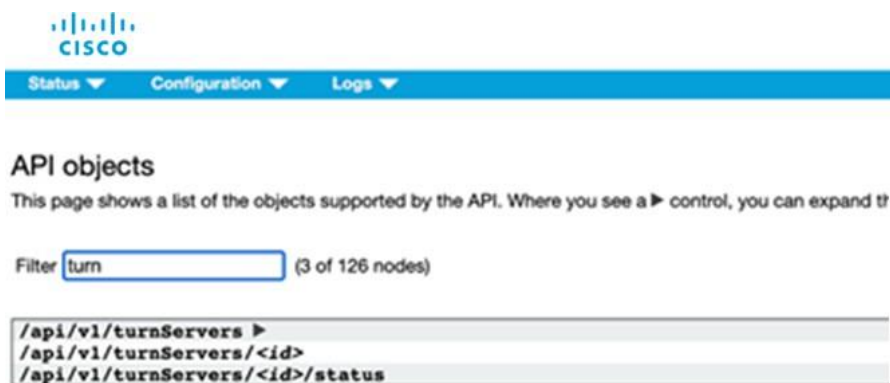 CISCO
Status Configuration Logs
API objects
This page shows a list of the objects supported by the API. Where you see a ▶ control, you can expand th
Filter turn (3 of 126 nodes)
/api/v1/turnServers ▶
/api/v1/turnServers/<id>
/api/v1/turnServers/<id>/status